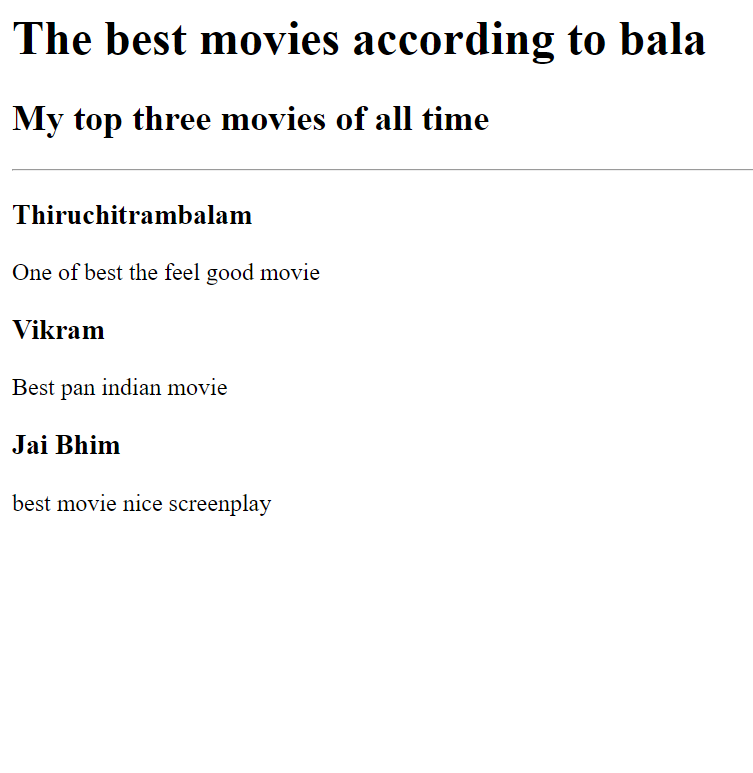 The best movies according to bala
My top three movies of all time
Thiruchitrambalam
One of best the feel good movie
Vikram
Best pan indian movie
Jai Bhim
best movie nice screenplay